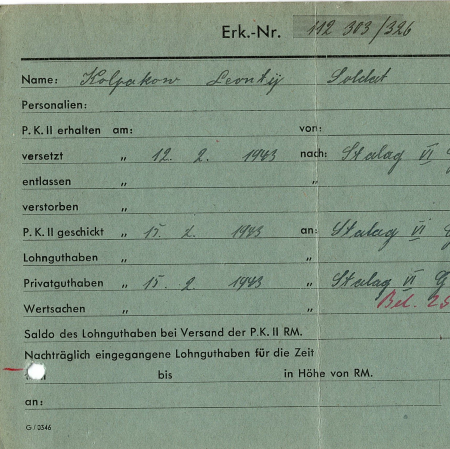 Erk.-Nr. 112 303/326
Name: Kolpakow Leontij Soldat
Personalien:
P. K. II erhalten am: von:
versetzt „ 12. 2. 1943 nach: Stalag VI G
entlassen „ „
verstorben „
P. K. II geschickt „ 15. 2. 1943 an: Stalag VI G
Lohnguthaben „ „
Privatguthaben „ 15. 2 1943 „ Stalag VI G
Wertsachen „ „ Bel. 25
Saldo des Lohnguthaben bei Versand der P. K. II RM.
Nachträglich eingegangene Lohnguthaben für die Zeit
bis in Höhe von RM.
an:
G/0346